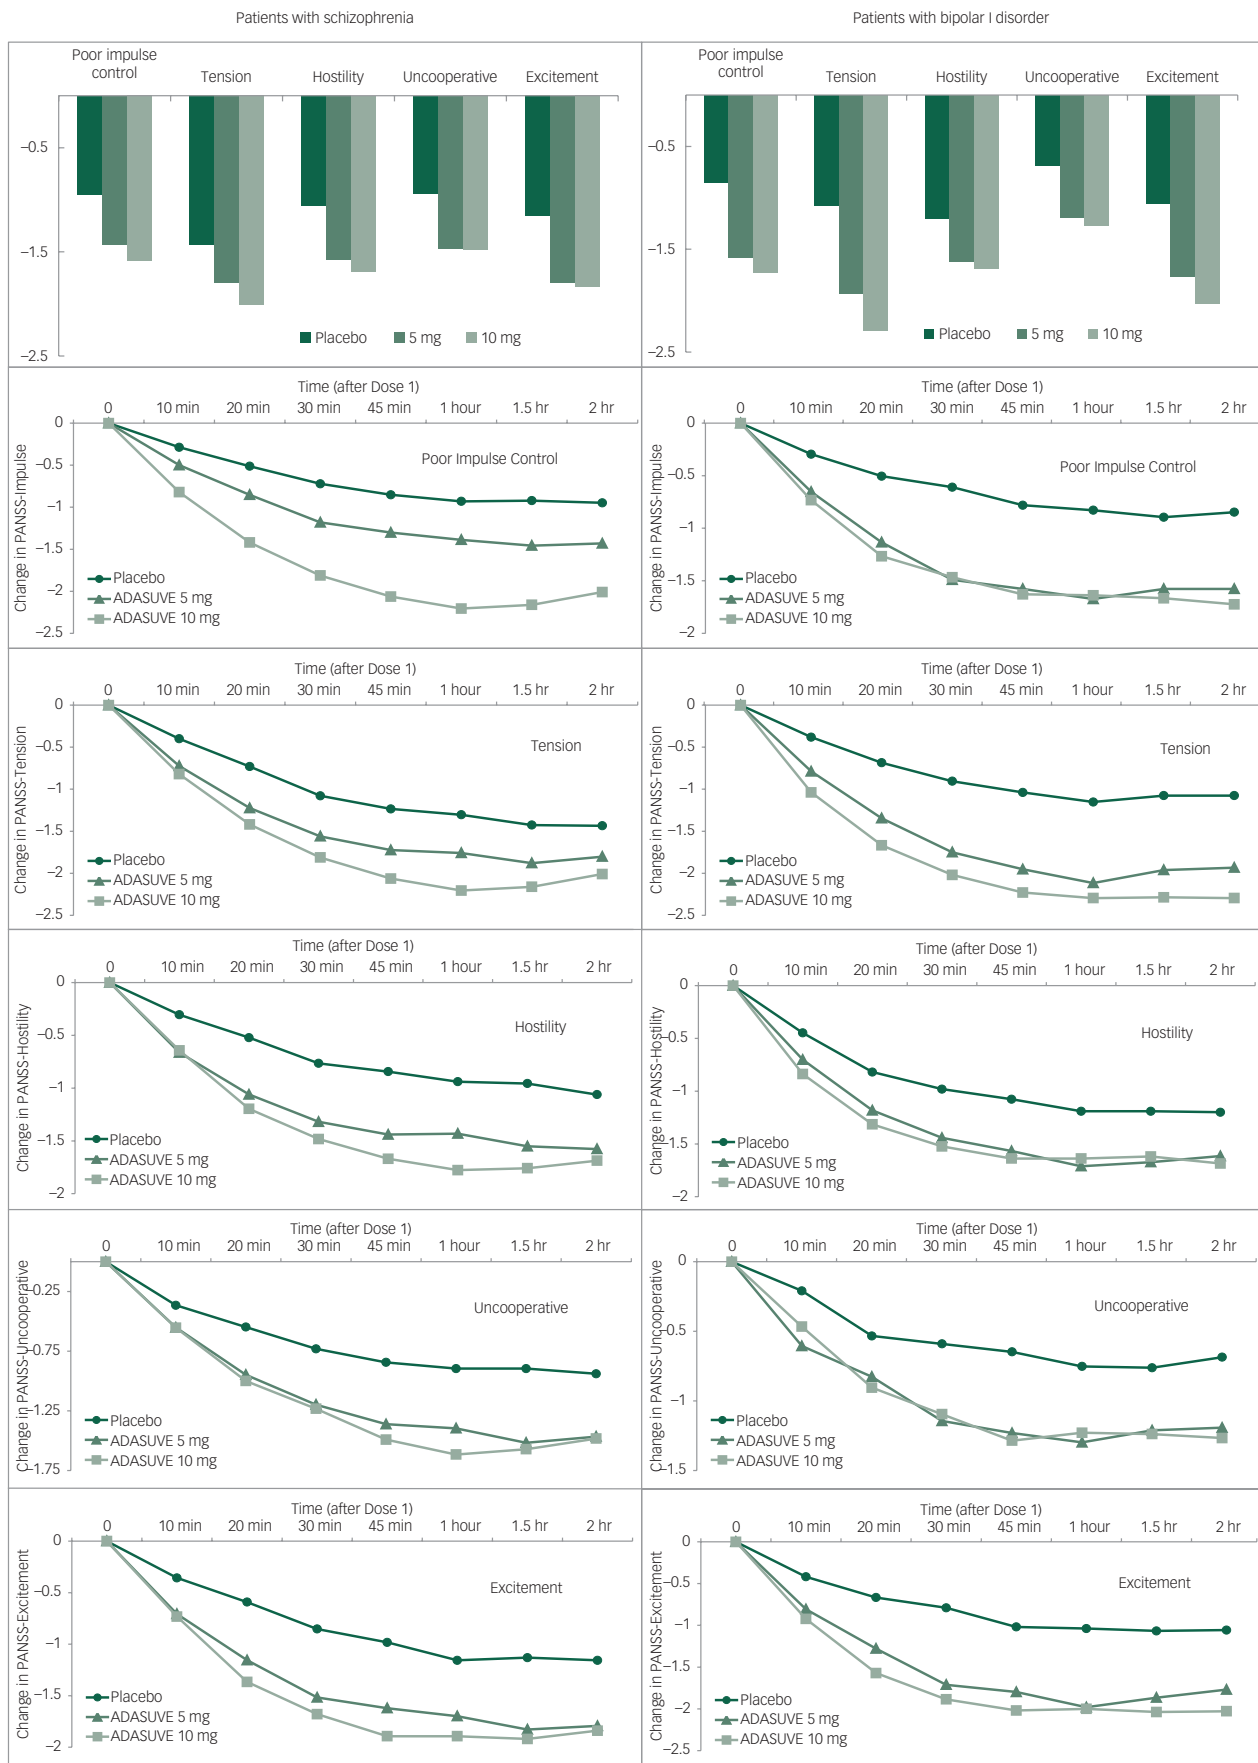 Patients with schizophrenia
Patients with bipolar I disorder
Poor impulse
control
Tension
Hostility
Uncooperative
Excitement
−0.5
−1.5
−2.5
Placebo
5 mg
10 mg
Poor impulse
control
Tension
Hostility
Uncooperative
Excitement
−0.5
−1.5
−2.5
Placebo
5 mg
10 mg
Time (after Dose 1)
0 10 min 20 min 30 min 45 min 1 hour 1.5 hr 2 hr
0
−0.5
−1
−1.5
−2
−2.5
Change in PANSS-Impulse
Poor Impulse Control
Placebo
ADASUVE 5 mg
ADASUVE 10 mg
Time (after Dose 1)
0 10 min 20 min 30 min 45 min 1 hour 1.5 hr 2 hr
0
−0.5
−1
−1.5
−2
Change in PANSS-Impulse
Poor Impulse Control
Placebo
ADASUVE 5 mg
ADASUVE 10 mg
Time (after Dose 1)
0 10 min 20 min 30 min 45 min 1 hour 1.5 hr 2 hr
0
−0.5
−1
−1.5
−2
−2.5
Change in PANSS-Tension
Tension
Placebo
ADASUVE 5 mg
ADASUVE 10 mg
Time (after Dose 1)
0 10 min 20 min 30 min 45 min 1 hour 1.5 hr 2 hr
0
−0.5
−1
−1.5
−2
−2.5
Change in PANSS-Tension
Tension
Placebo
ADASUVE 5 mg
ADASUVE 10 mg
Time (after Dose 1)
0 10 min 20 min 30 min 45 min 1 hour 1.5 hr 2 hr
0
−0.5
−1
−1.5
−2
Change in PANSS-Hostility
Hostility
Placebo
ADASUVE 5 mg
ADASUVE 10 mg
Time (after Dose 1)
0 10 min 20 min 30 min 45 min 1 hour 1.5 hr 2 hr
0
−0.5
−1
−1.5
−2
Change in PANSS-Hostility
Hostility
Placebo
ADASUVE 5 mg
ADASUVE 10 mg
Time (after Dose 1)
0 10 min 20 min 30 min 45 min 1 hour 1.5 hr 2 hr
−0.25
−0.75
−1.25
−1.75
Change in PANSS-Uncooperative
Uncooperative
Placebo
ADASUVE 5 mg
ADASUVE 10 mg
Time (after Dose 1)
0 10 min 20 min 30 min 45 min 1 hour 1.5 hr 2 hr
0
−0.5
−1
−1.5
Change in PANSS-Uncooperative
Uncooperative
Placebo
ADASUVE 5 mg
ADASUVE 10 mg
Time (after Dose 1)
0 10 min 20 min 30 min 45 min 1 hour 1.5 hr 2 hr
0
−0.5
−1
−1.5
−2
Change in PANSS-Excitement
Excitement
Placebo
ADASUVE 5 mg
ADASUVE 10 mg
Time (after Dose 1)
0 10 min 20 min 30 min 45 min 1 hour 1.5 hr 2 hr
0
−0.5
−1
−1.5
−2
−2.5
Change in PANSS-Excitement
Excitement
Placebo
ADASUVE 5 mg
ADASUVE 10 mg